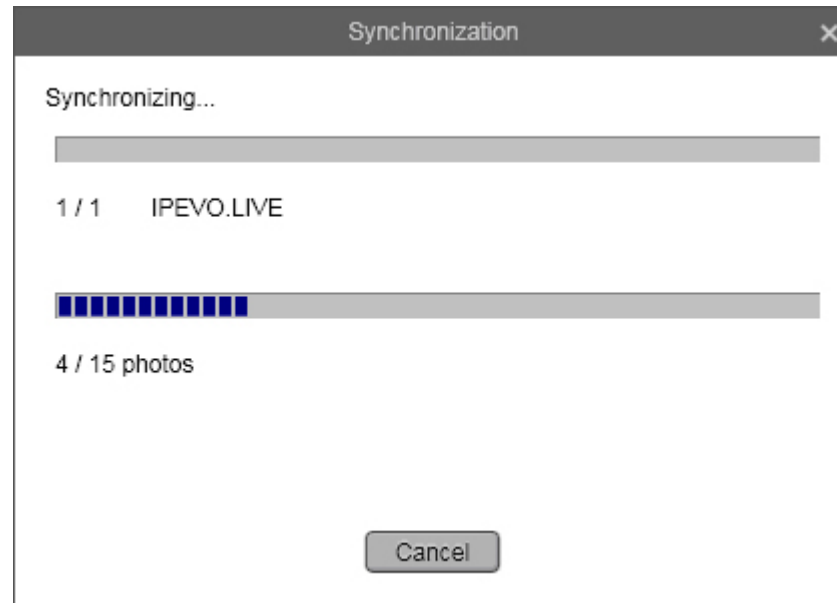 Synchronization
Synchronizing...
1 / 1 IPEVO.LIVE
4 / 15 photos
Cancel